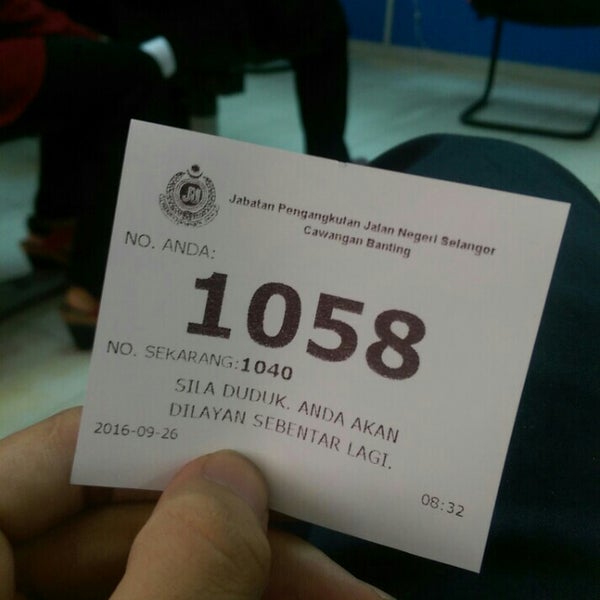 Jabatan Pengangkutan Jalan Negeri Selangor
Cawangan Banting
NO. ANDA:
1058
NO. SEKARANG:1040
SILA DUDUK. ANDA AKAN
DILAYAN SEBENTAR LAGI.
2016-09-26 08:32